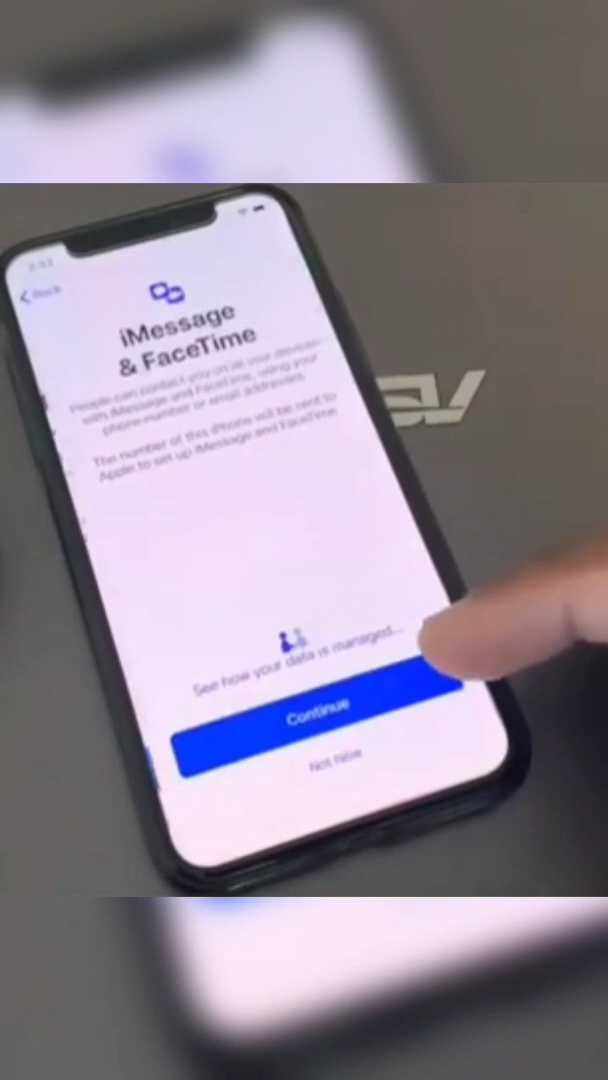 2:53
Back
iMessage
& FaceTime
People can contact you on all your devices
with iMessage and FaceTime, using your
phone number or email addresses
The number of this iPhone will be sent to
Apple to set up iMessage and FaceTime
See how your data is managed...
Continue
Not Now